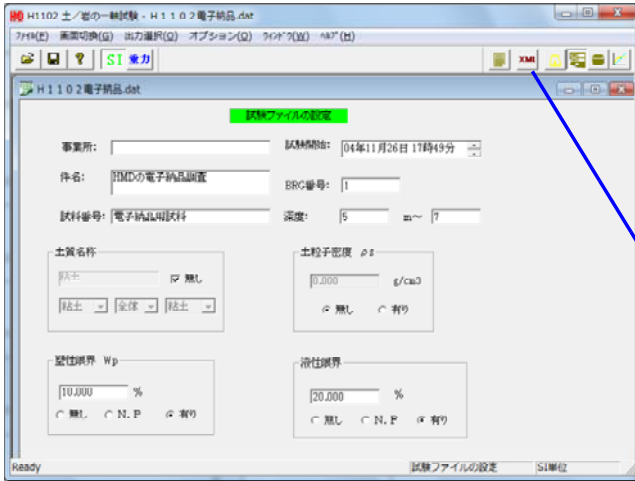 H1102 土／岩の一軸試験 - Ｈ１１０２電子納品.dat
ﾌｧｲﾙ(F) 画面切換(G) 出力選択(O) オプション(O) ｳｨﾝﾄﾞｳ(W) ﾍﾙﾌﾟ(H)
SI 重力 XML
Ｈ１１０２電子納品.dat
試験ファイルの設定
事業所: 試験開始: 04年11月26日 17時49分
件名: HMDの電子納品調査 BRG番号: 1
試料番号: 電子納品用試料 深度: 5 m～ 7
土質名称 土粒子密度 ρs
粘土 無し 0.000 g/cm3
粘土 全体 粘土 無し 有り
塑性限界 Wp 液性限界
10.000 % 20.000 %
無し N.P 有り 無し N.P 有り
Ready 試験ファイルの設定 SI単位